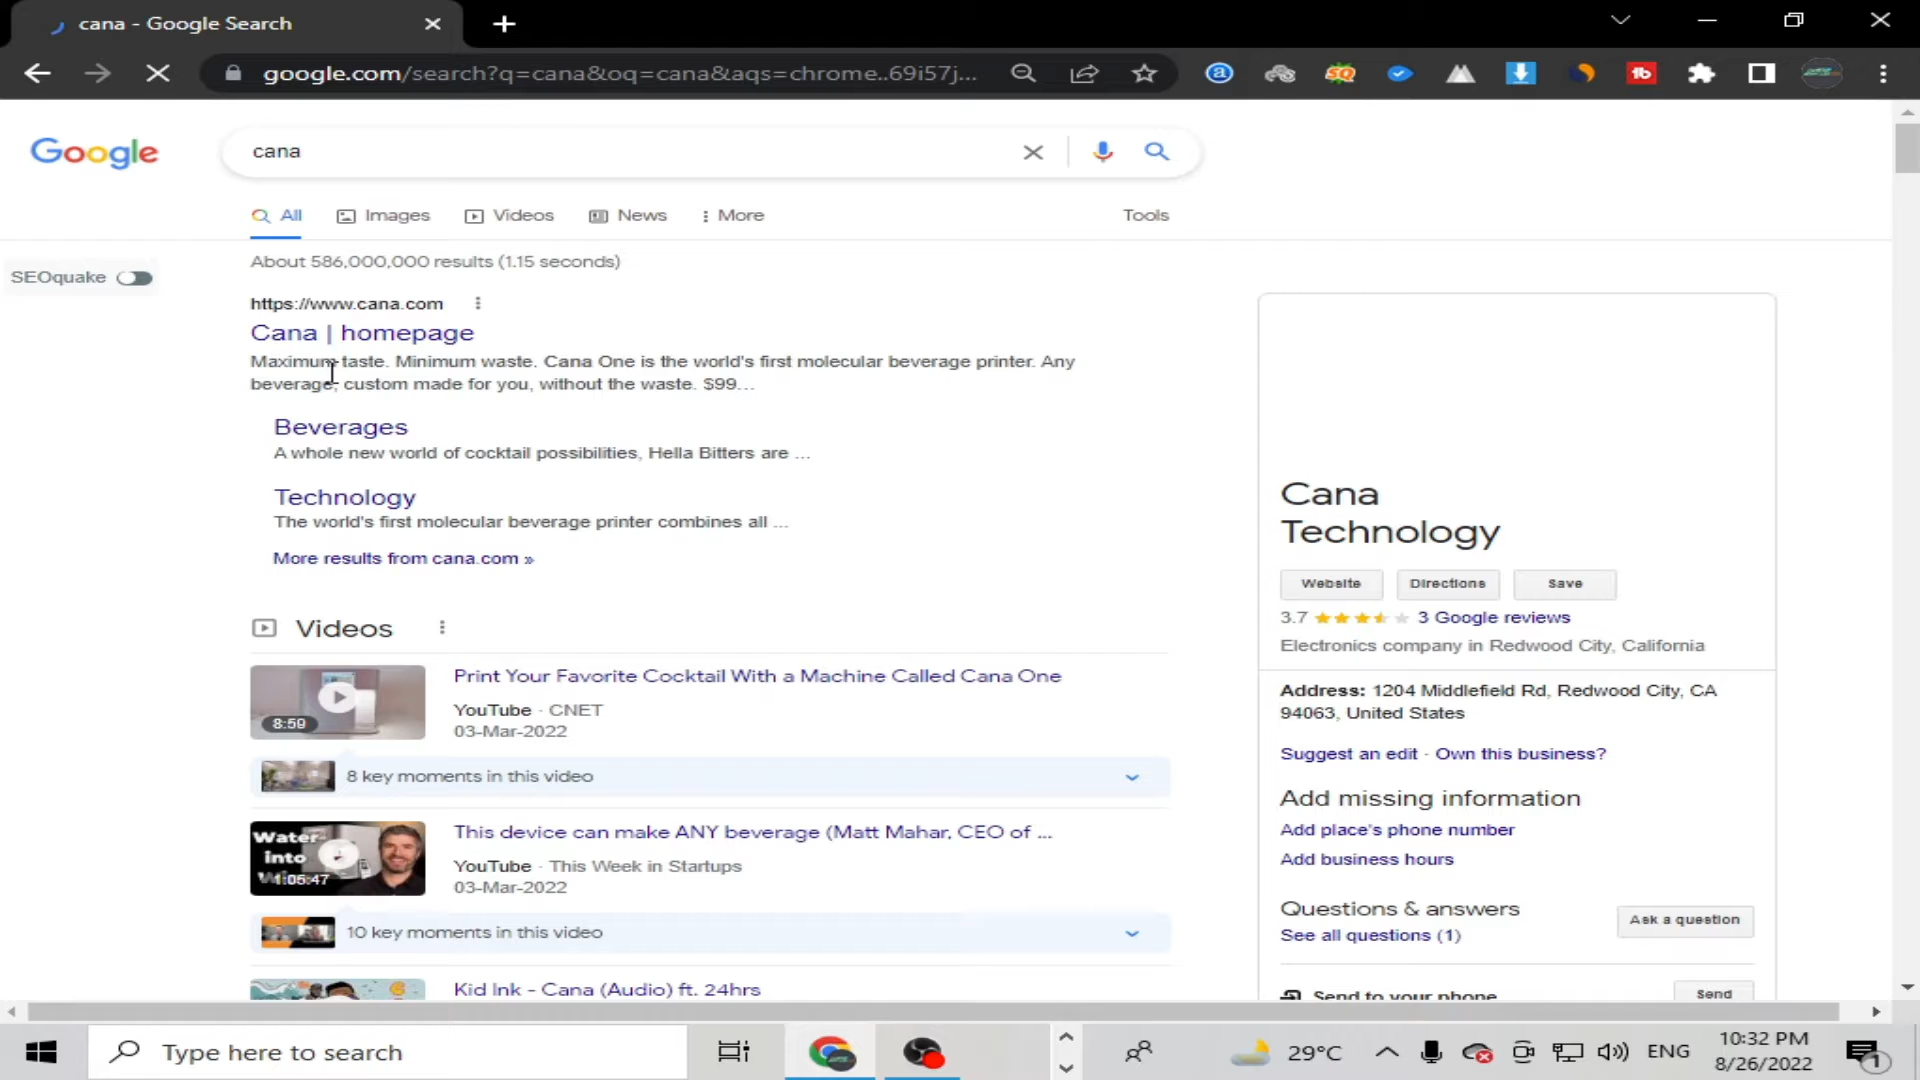 cana - Google Search
google.com/search?q=cana&oq=cana&aqs=chrome..69i57j...
Google
cana
All
Images
Videos
News
More
Tools
SEOquake
About 586,000,000 results (1.15 seconds)
https://www.cana.com
Cana | homepage
Maximum taste. Minimum waste. Cana One is the world's first molecular beverage printer. Any
beverage, custom made for you, without the waste. $99...
Beverages
A whole new world of cocktail possibilities, Hella Bitters are ...
Technology
The world's first molecular beverage printer combines all ...
More results from cana.com »
Videos
Print Your Favorite Cocktail With a Machine Called Cana One
YouTube · CNET
03-Mar-2022
8:59
8 key moments in this video
This device can make ANY beverage (Matt Mahar, CEO of ...
YouTube · This Week in Startups
03-Mar-2022
Water
into
1:05:47
10 key moments in this video
Kid Ink - Cana (Audio) ft. 24hrs
Cana
Technology
Website
Directions
Save
3.7
3 Google reviews
Electronics company in Redwood City, California
Address: 1204 Middlefield Rd, Redwood City, CA
94063, United States
Suggest an edit · Own this business?
Add missing information
Add place's phone number
Add business hours
Questions & answers
See all questions (1)
Ask a question
Send to your phone
Send
Type here to search
29°C
ENG
10:32 PM
8/26/2022
1